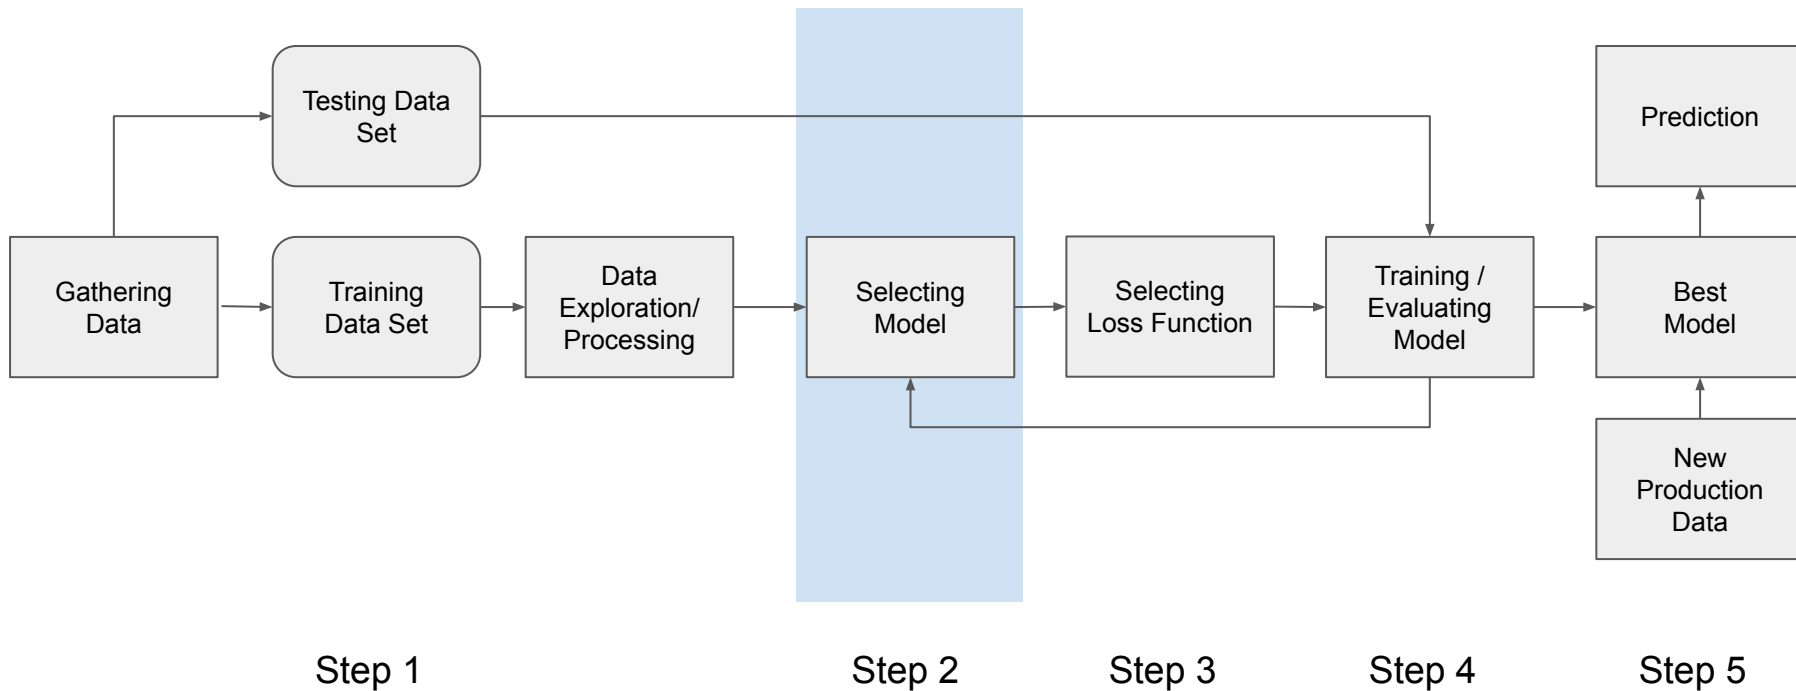 Testing Data
Set
Prediction
Gathering
Data
Training
Data Set
Data
Exploration/
Processing
Selecting
Model
Selecting
Loss Function
Training /
Evaluating
Model
Best
Model
New
Production
Data
Step 1
Step 2
Step 3
Step 4
Step 5